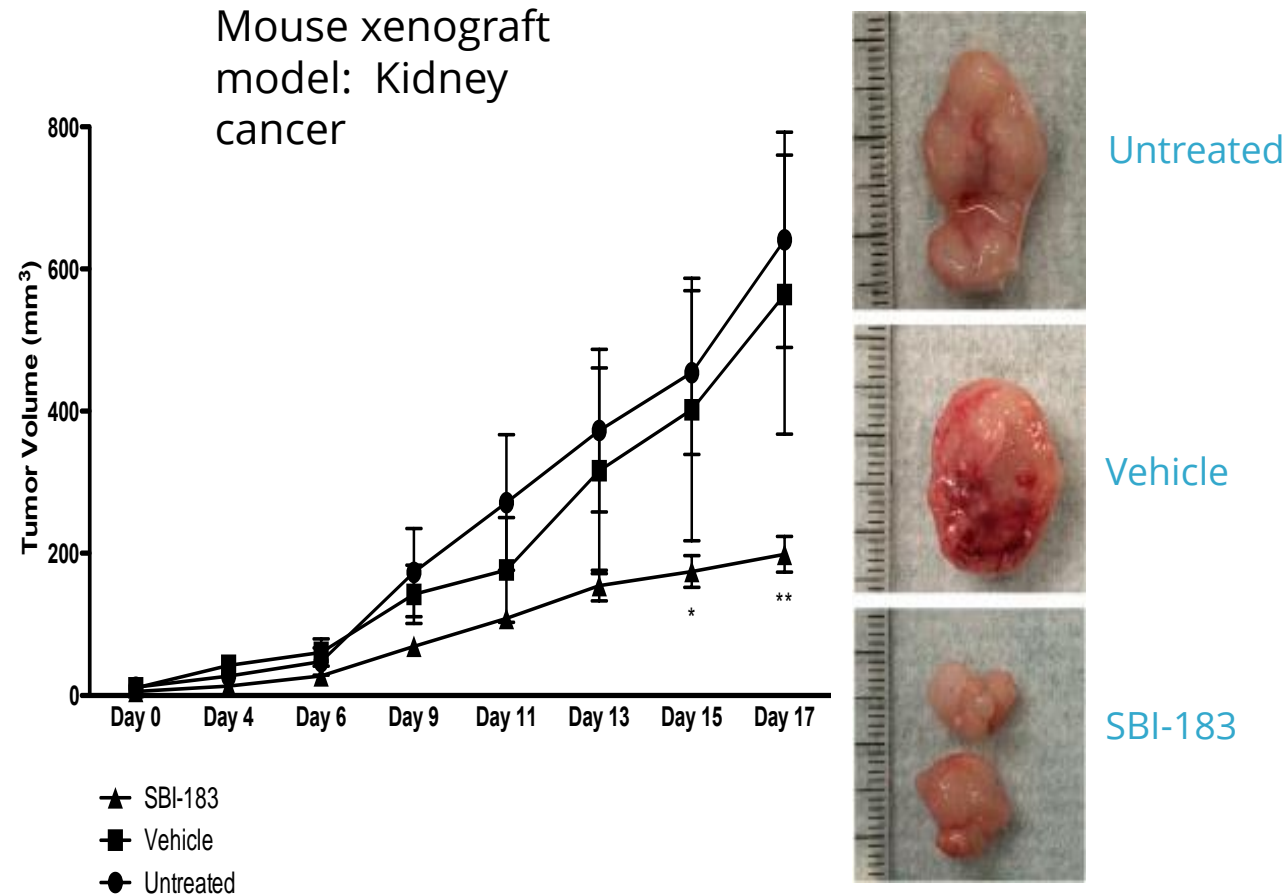 Mouse xenograft
model: Kidney
cancer
Tumor Volume (mm³)
800
600
400
200
0
Day 0 Day 4 Day 6 Day 9 Day 11 Day 13 Day 15 Day 17
*
**
SBI-183
Vehicle
Untreated
Untreated
Vehicle
SBI-183